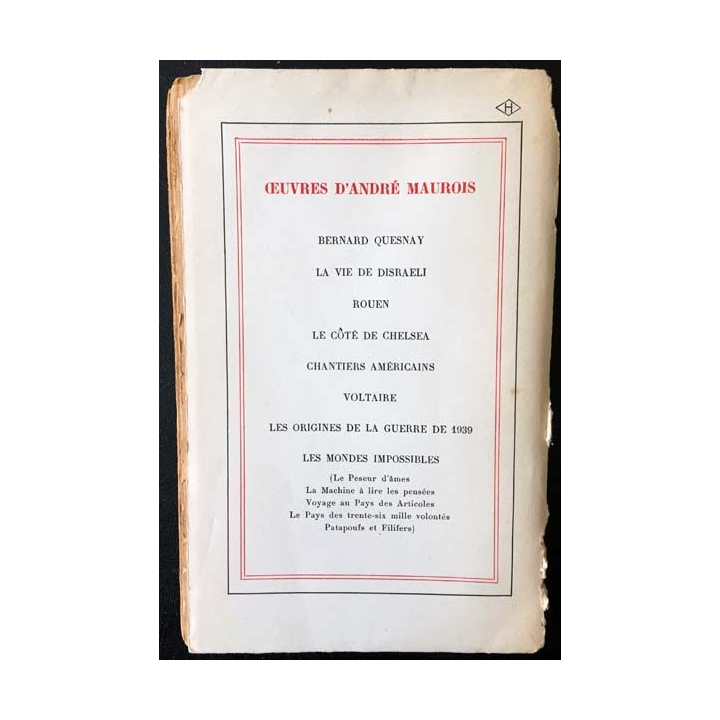 H
ŒUVRES D'ANDRÉ MAUROIS
BERNARD QUESNAY
LA VIE DE DISRAELI
ROUEN
LE CÔTÉ DE CHELSEA
CHANTIERS AMÉRICAINS
VOLTAIRE
LES ORIGINES DE LA GUERRE DE 1939
LES MONDES IMPOSSIBLES
(Le Peseur d'âmes
La Machine à lire les pensées
Voyage au Pays des Articoles
Le Pays des trente-six mille volontés
Patapoufs et Filifers)